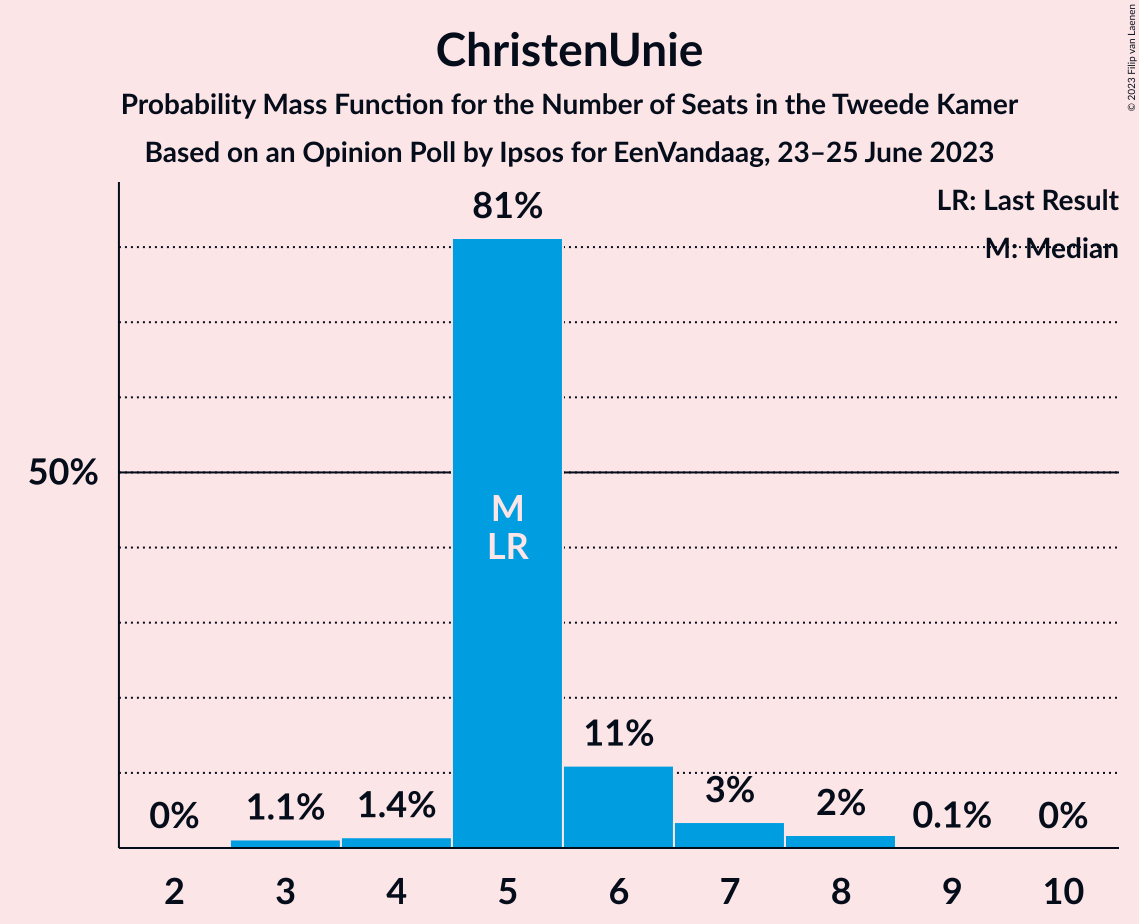 ChristenUnie
Probability Mass Function for the Number of Seats in the Tweede Kamer
Based on an Opinion Poll by Ipsos for EenVandaag, 23–25 June 2023
© 2023 Filip van Laenen
LR: Last Result
M: Median
81%
50%
M
LR
11%
3%
2%
1.4%
1.1%
0%
0.1%
0%
2 3 4 5 6 7 8 9 10